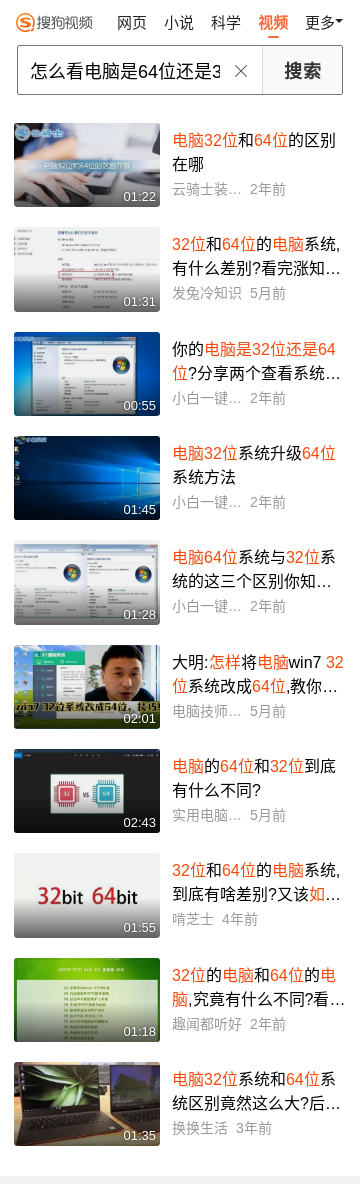 搜狗视频 网页 小说 科学 视频 更多
怎么看电脑是64位还是3 搜索
电脑32位和64位的区别
在哪
01:22
云骑士装... 2年前
32位和64位的电脑系统,
有什么差别?看完涨知...
01:31
发兔冷知识 5月前
你的电脑是32位还是64
位?分享两个查看系统...
00:55
小白一键... 2年前
电脑32位系统升级64位
系统方法
01:45
小白一键... 2年前
电脑64位系统与32位系
统的这三个区别你知...
01:28
小白一键... 2年前
大明:怎样将电脑win7 32
位系统改成64位,教你...
win7 32位系统改成64位，技巧
02:01
电脑技师... 5月前
电脑的64位和32位到底
有什么不同?
32 VS 64
02:43
实用电脑... 2年前
32位和64位的电脑系统,
到底有啥差别?又该如...
32bit 64bit
01:55
啃芝士 4年前
32位的电脑和64位的电
脑,究竟有什么不同?看...
01:18
趣闻都听好 2年前
电脑32位系统和64位系
统区别竟然这么大?后...
01:35
换换生活 3年前